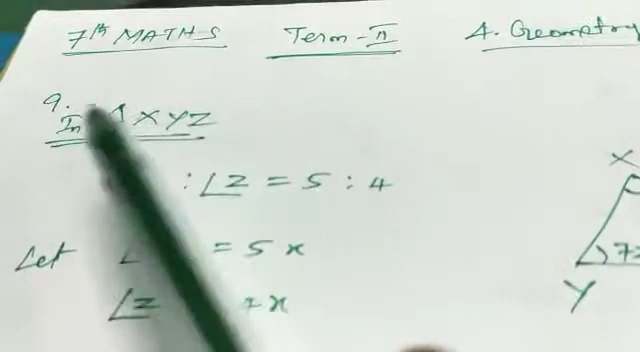 7th MATHS Term-II 4. Geometry
9.
In Δ XYZ
:∠Z = 5 : 4
Let ∠ = 5x
∠Z x
X
Y